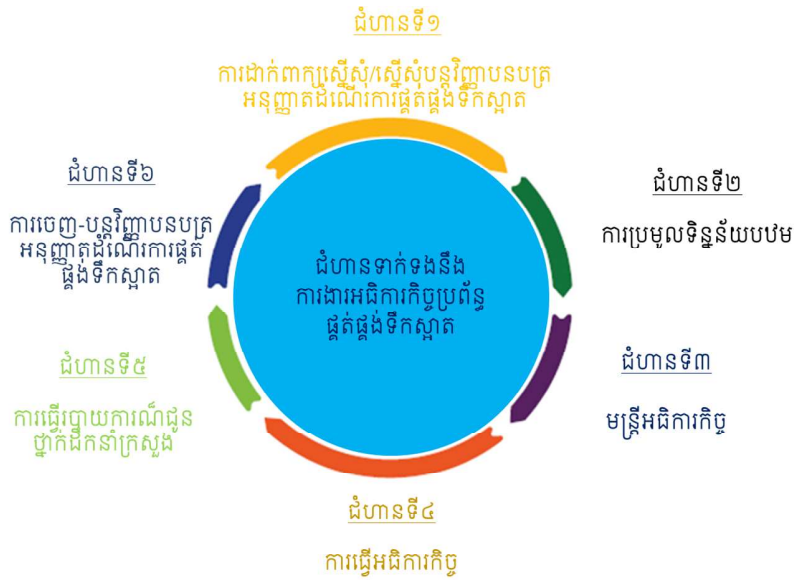 ជំហានទី១
ការដាក់ពាក្យស្នើសុំ/ស្នើសុំបន្តវិញ្ញាបនបត្រ
អនុញ្ញាតដំណើរការផ្គត់ផ្គង់ទឹកស្អាត
ជំហានទី២
ការប្រមូលទិន្នន័យបឋម
ជំហានទី៣
មន្ត្រីអធិការកិច្ច
ជំហានទី៤
ការធ្វើអធិការកិច្ច
ជំហានទី៥
ការធ្វើរបាយការណ៍ជូន
ថ្នាក់ដឹកនាំក្រសួង
ជំហានទី៦
ការចេញ-បន្តវិញ្ញាបនបត្រ
អនុញ្ញាតដំណើរការផ្គត់
ផ្គង់ទឹកស្អាត
ជំហានទាក់ទងនឹង
ការងារអធិការកិច្ចប្រព័ន្ធ
ផ្គត់ផ្គង់ទឹកស្អាត